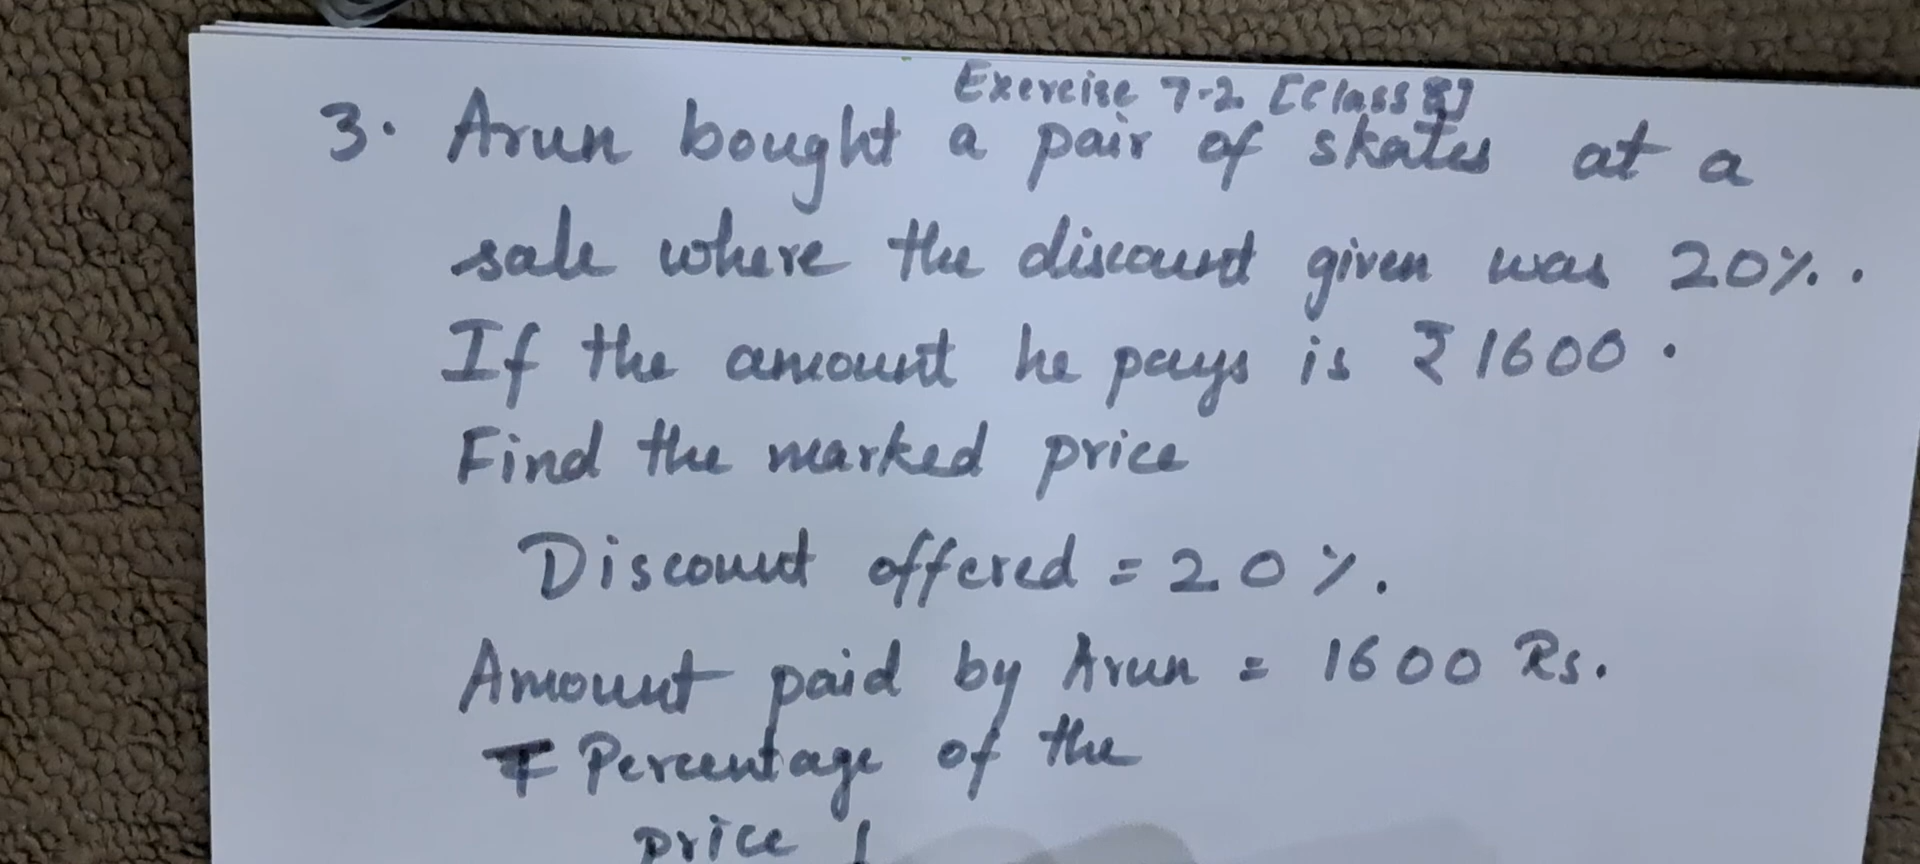 Exercise 7.2 [Class 8]
3. Arun bought a pair of skates at a
sale where the discount given was 20%.
If the amount he pays is ₹1600.
Find the marked price
Discount offered = 20%.
Amount paid by Arun = 1600 Rs.
Percentage of the
price